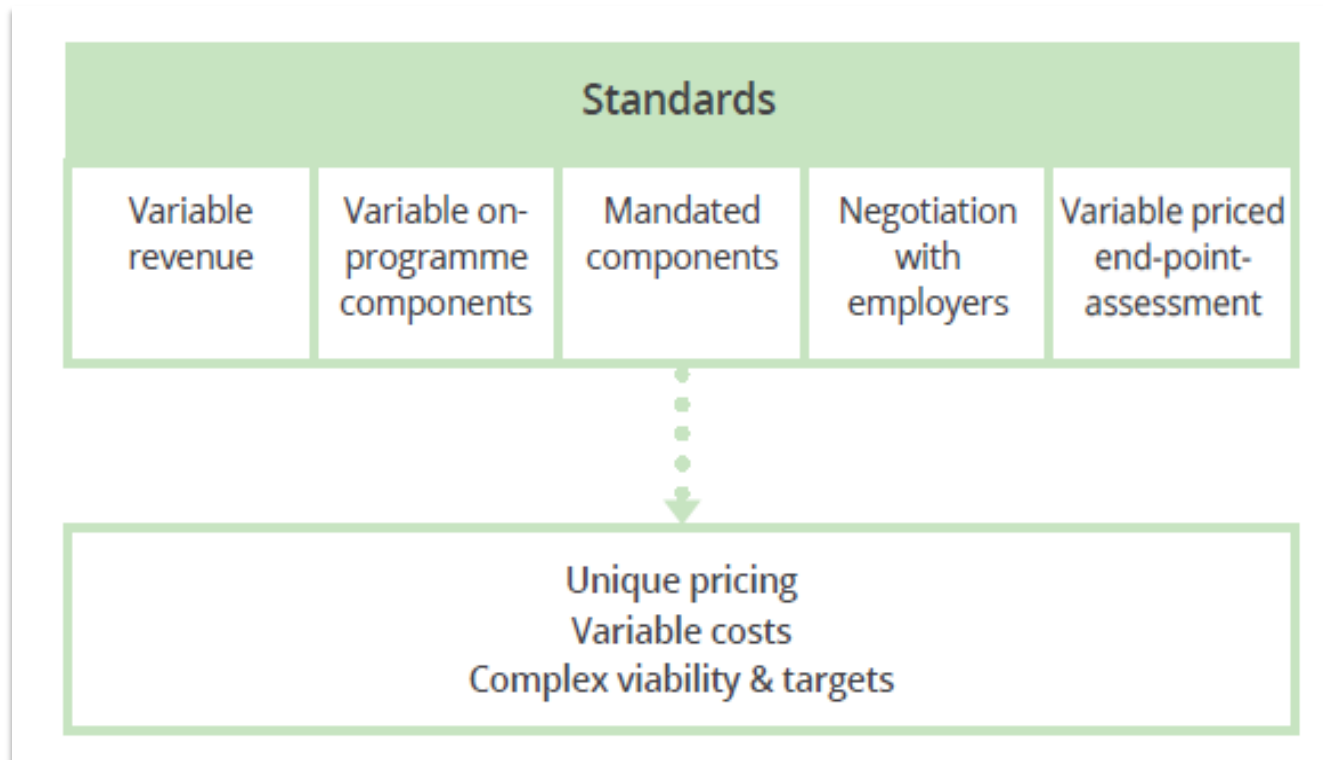 Standards
Variable
revenue
Variable on-
programme
components
Mandated
components
Negotiation
with
employers
Variable priced
end-point-
assessment
Unique pricing
Variable costs
Complex viability & targets